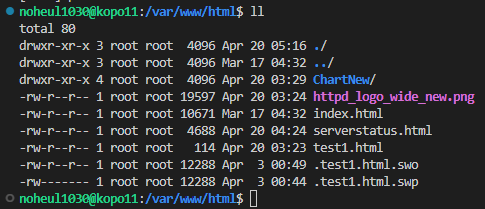 noheul1030@kopo11:/var/www/html$ ll
total 80
drwxr-xr-x 3 root root  4096 Apr 20 05:16 ./
drwxr-xr-x 3 root root  4096 Mar 17 04:32 ../
drwxr-xr-x 4 root root  4096 Apr 20 03:29 ChartNew/
-rw-r--r-- 1 root root 19597 Apr 20 03:24 httpd_logo_wide_new.png
-rw-r--r-- 1 root root 10671 Mar 17 04:32 index.html
-rw-r--r-- 1 root root  4688 Apr 20 04:24 serverstatus.html
-rw-r--r-- 1 root root   114 Apr 20 03:23 test1.html
-rw-r--r-- 1 root root 12288 Apr  3 00:49 .test1.html.swo
-rw------- 1 root root 12288 Apr  3 00:44 .test1.html.swp
noheul1030@kopo11:/var/www/html$